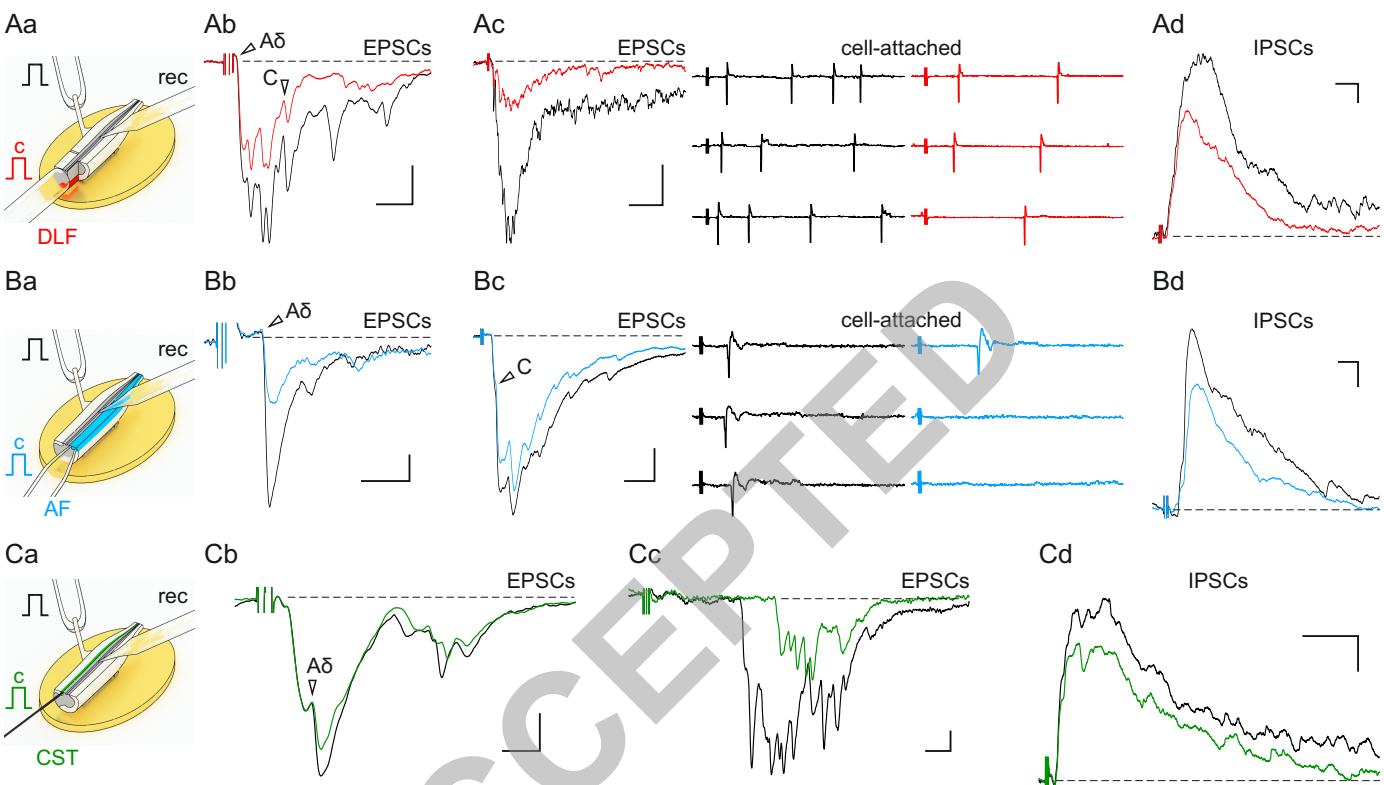 Aa
rec
c
DLF
Ab
Aδ
EPSCs
C
Ac
EPSCs
cell-attached
Ad
IPSCs
Ba
rec
c
AF
Bb
Aδ
EPSCs
Bc
EPSCs
C
cell-attached
Bd
IPSCs
Ca
rec
c
CST
Cb
EPSCs
Aδ
Cc
EPSCs
Cd
IPSCs
CCEPTED